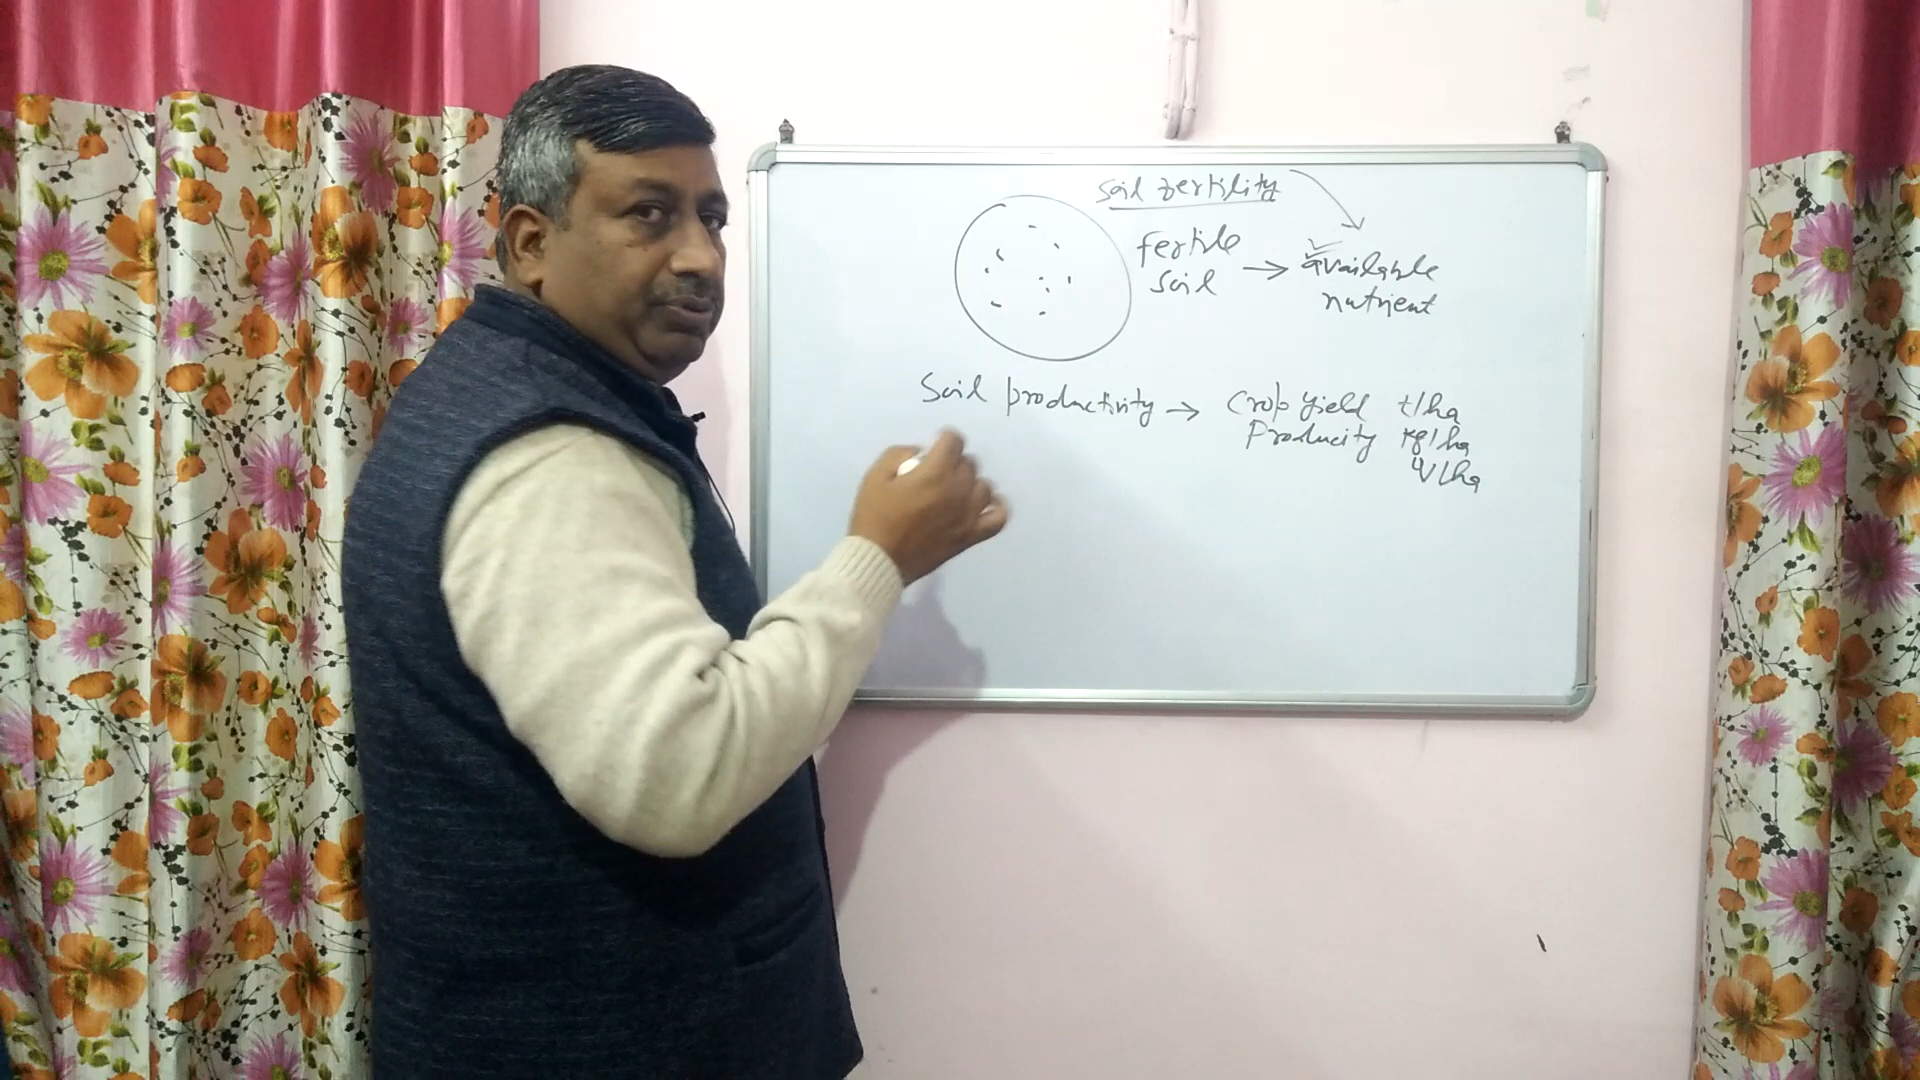 Soil fertility
fertile
soil → available
nutrient
Soil productivity → Crop yield t/ha
Producity kg/ha
q/ha